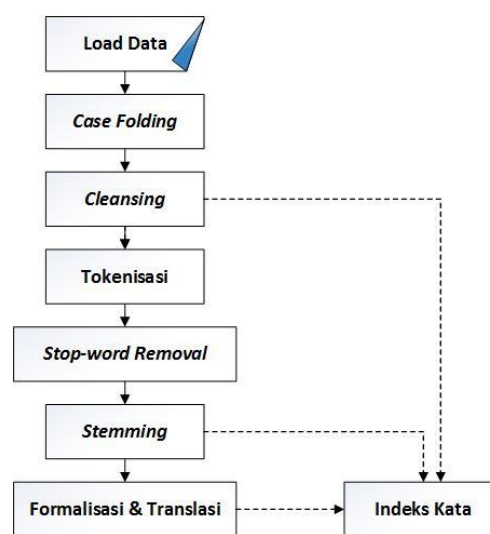 Load Data
Case Folding
Cleansing
Tokenisasi
Stop-word Removal
Stemming
Formalisasi & Translasi
Indeks Kata